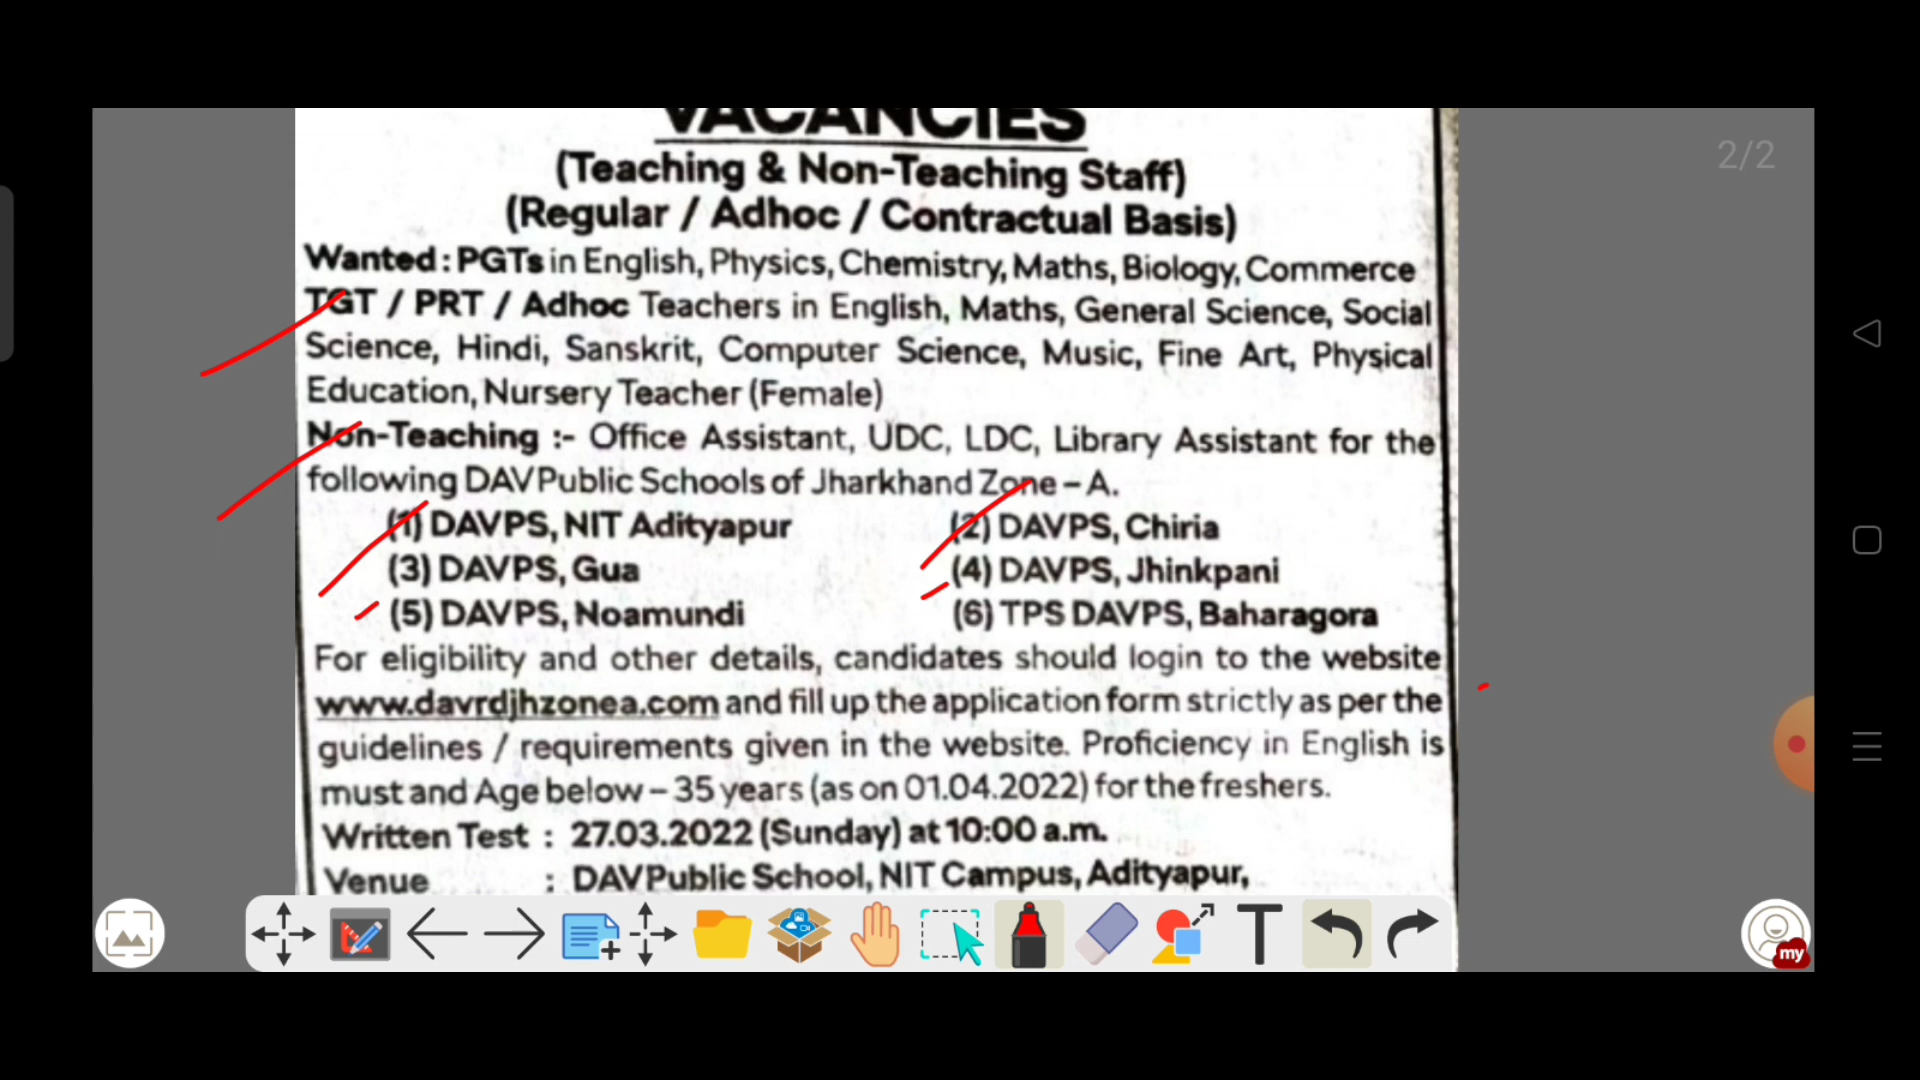 VACANCIES
2/2
(Teaching & Non-Teaching Staff)
(Regular / Adhoc / Contractual Basis)
Wanted : PGTs in English, Physics, Chemistry, Maths, Biology, Commerce
TGT / PRT / Adhoc Teachers in English, Maths, General Science, Social
Science, Hindi, Sanskrit, Computer Science, Music, Fine Art, Physical
Education, Nursery Teacher (Female)
Non-Teaching :- Office Assistant, UDC, LDC, Library Assistant for the
following DAV Public Schools of Jharkhand Zone – A.
(1) DAVPS, NIT Adityapur (2) DAVPS, Chiria
(3) DAVPS, Gua (4) DAVPS, Jhinkpani
(5) DAVPS, Noamundi (6) TPS DAVPS, Baharagora
For eligibility and other details, candidates should login to the website
www.davrdjhzonea.com and fill up the application form strictly as per the
guidelines / requirements given in the website. Proficiency in English is
must and Age below – 35 years (as on 01.04.2022) for the freshers.
Written Test : 27.03.2022 (Sunday) at 10:00 a.m.
Venue : DAV Public School, NIT Campus, Adityapur,
T
my